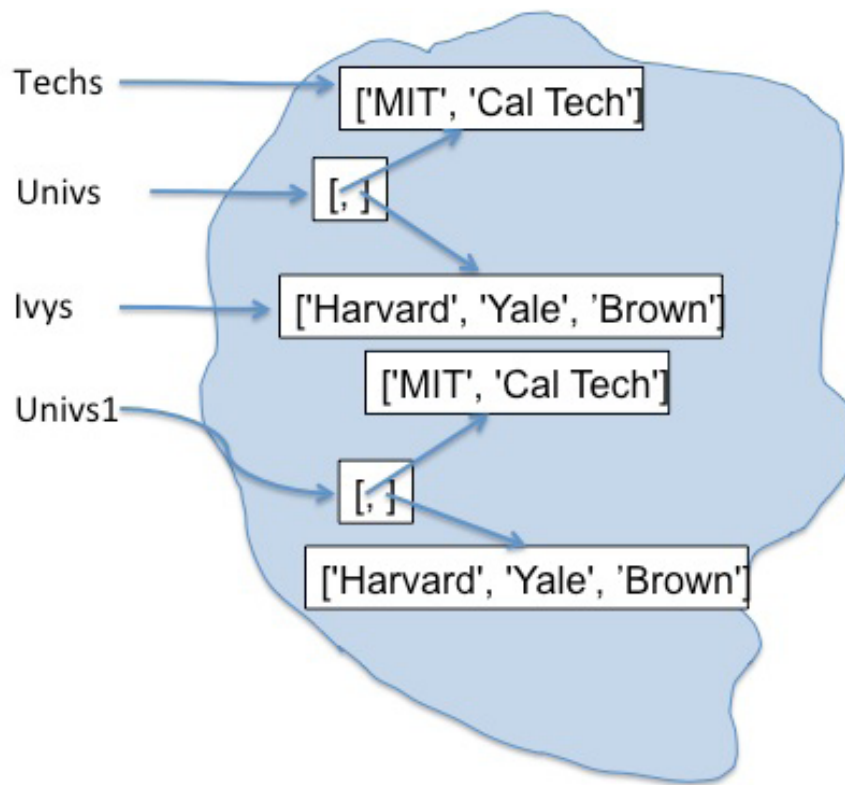 Techs
['MIT', 'Cal Tech']
Univs
[, ]
Ivys
['Harvard', 'Yale', ’Brown']
['MIT', 'Cal Tech']
Univs1
[, ]
['Harvard', 'Yale', ’Brown']